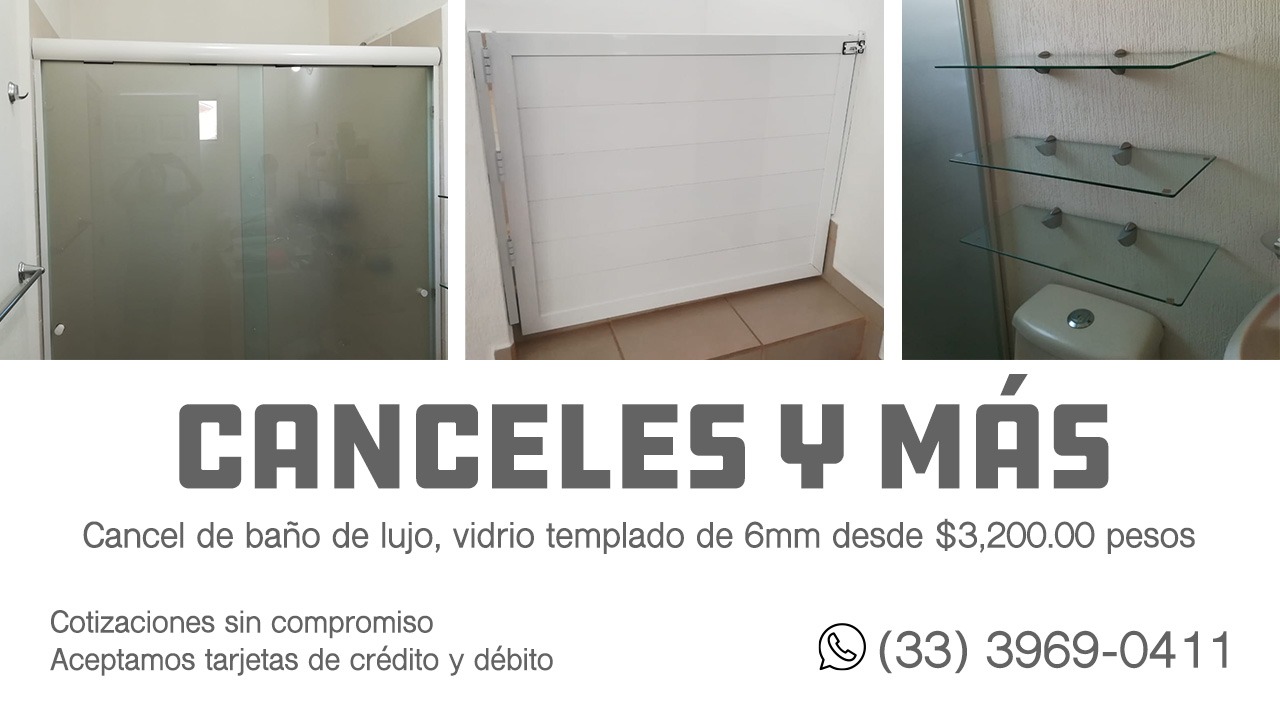 CANCELES Y MÁS
Cancel de baño de lujo, vidrio templado de 6mm desde $3,200.00 pesos
Cotizaciones sin compromiso
Aceptamos tarjetas de crédito y débito
(33) 3969-0411